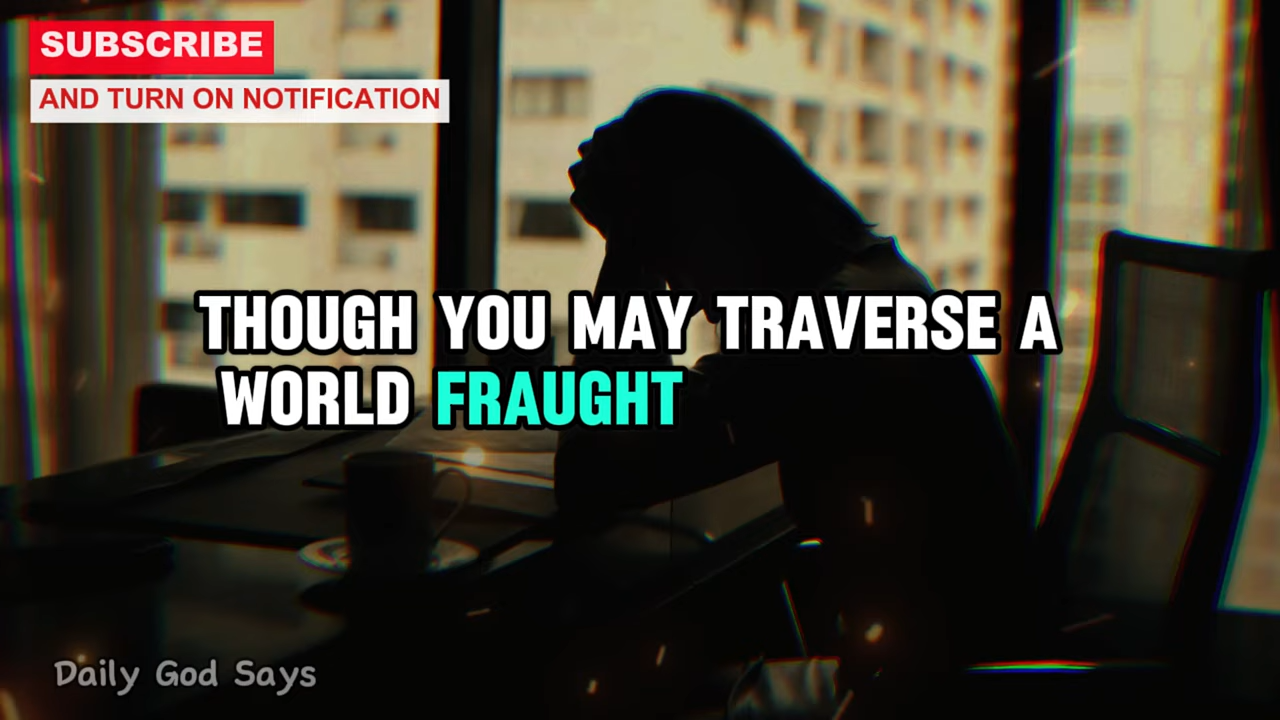 SUBSCRIBE
AND TURN ON NOTIFICATION
THOUGH YOU MAY TRAVERSE A
WORLD FRAUGHT
Daily God Says